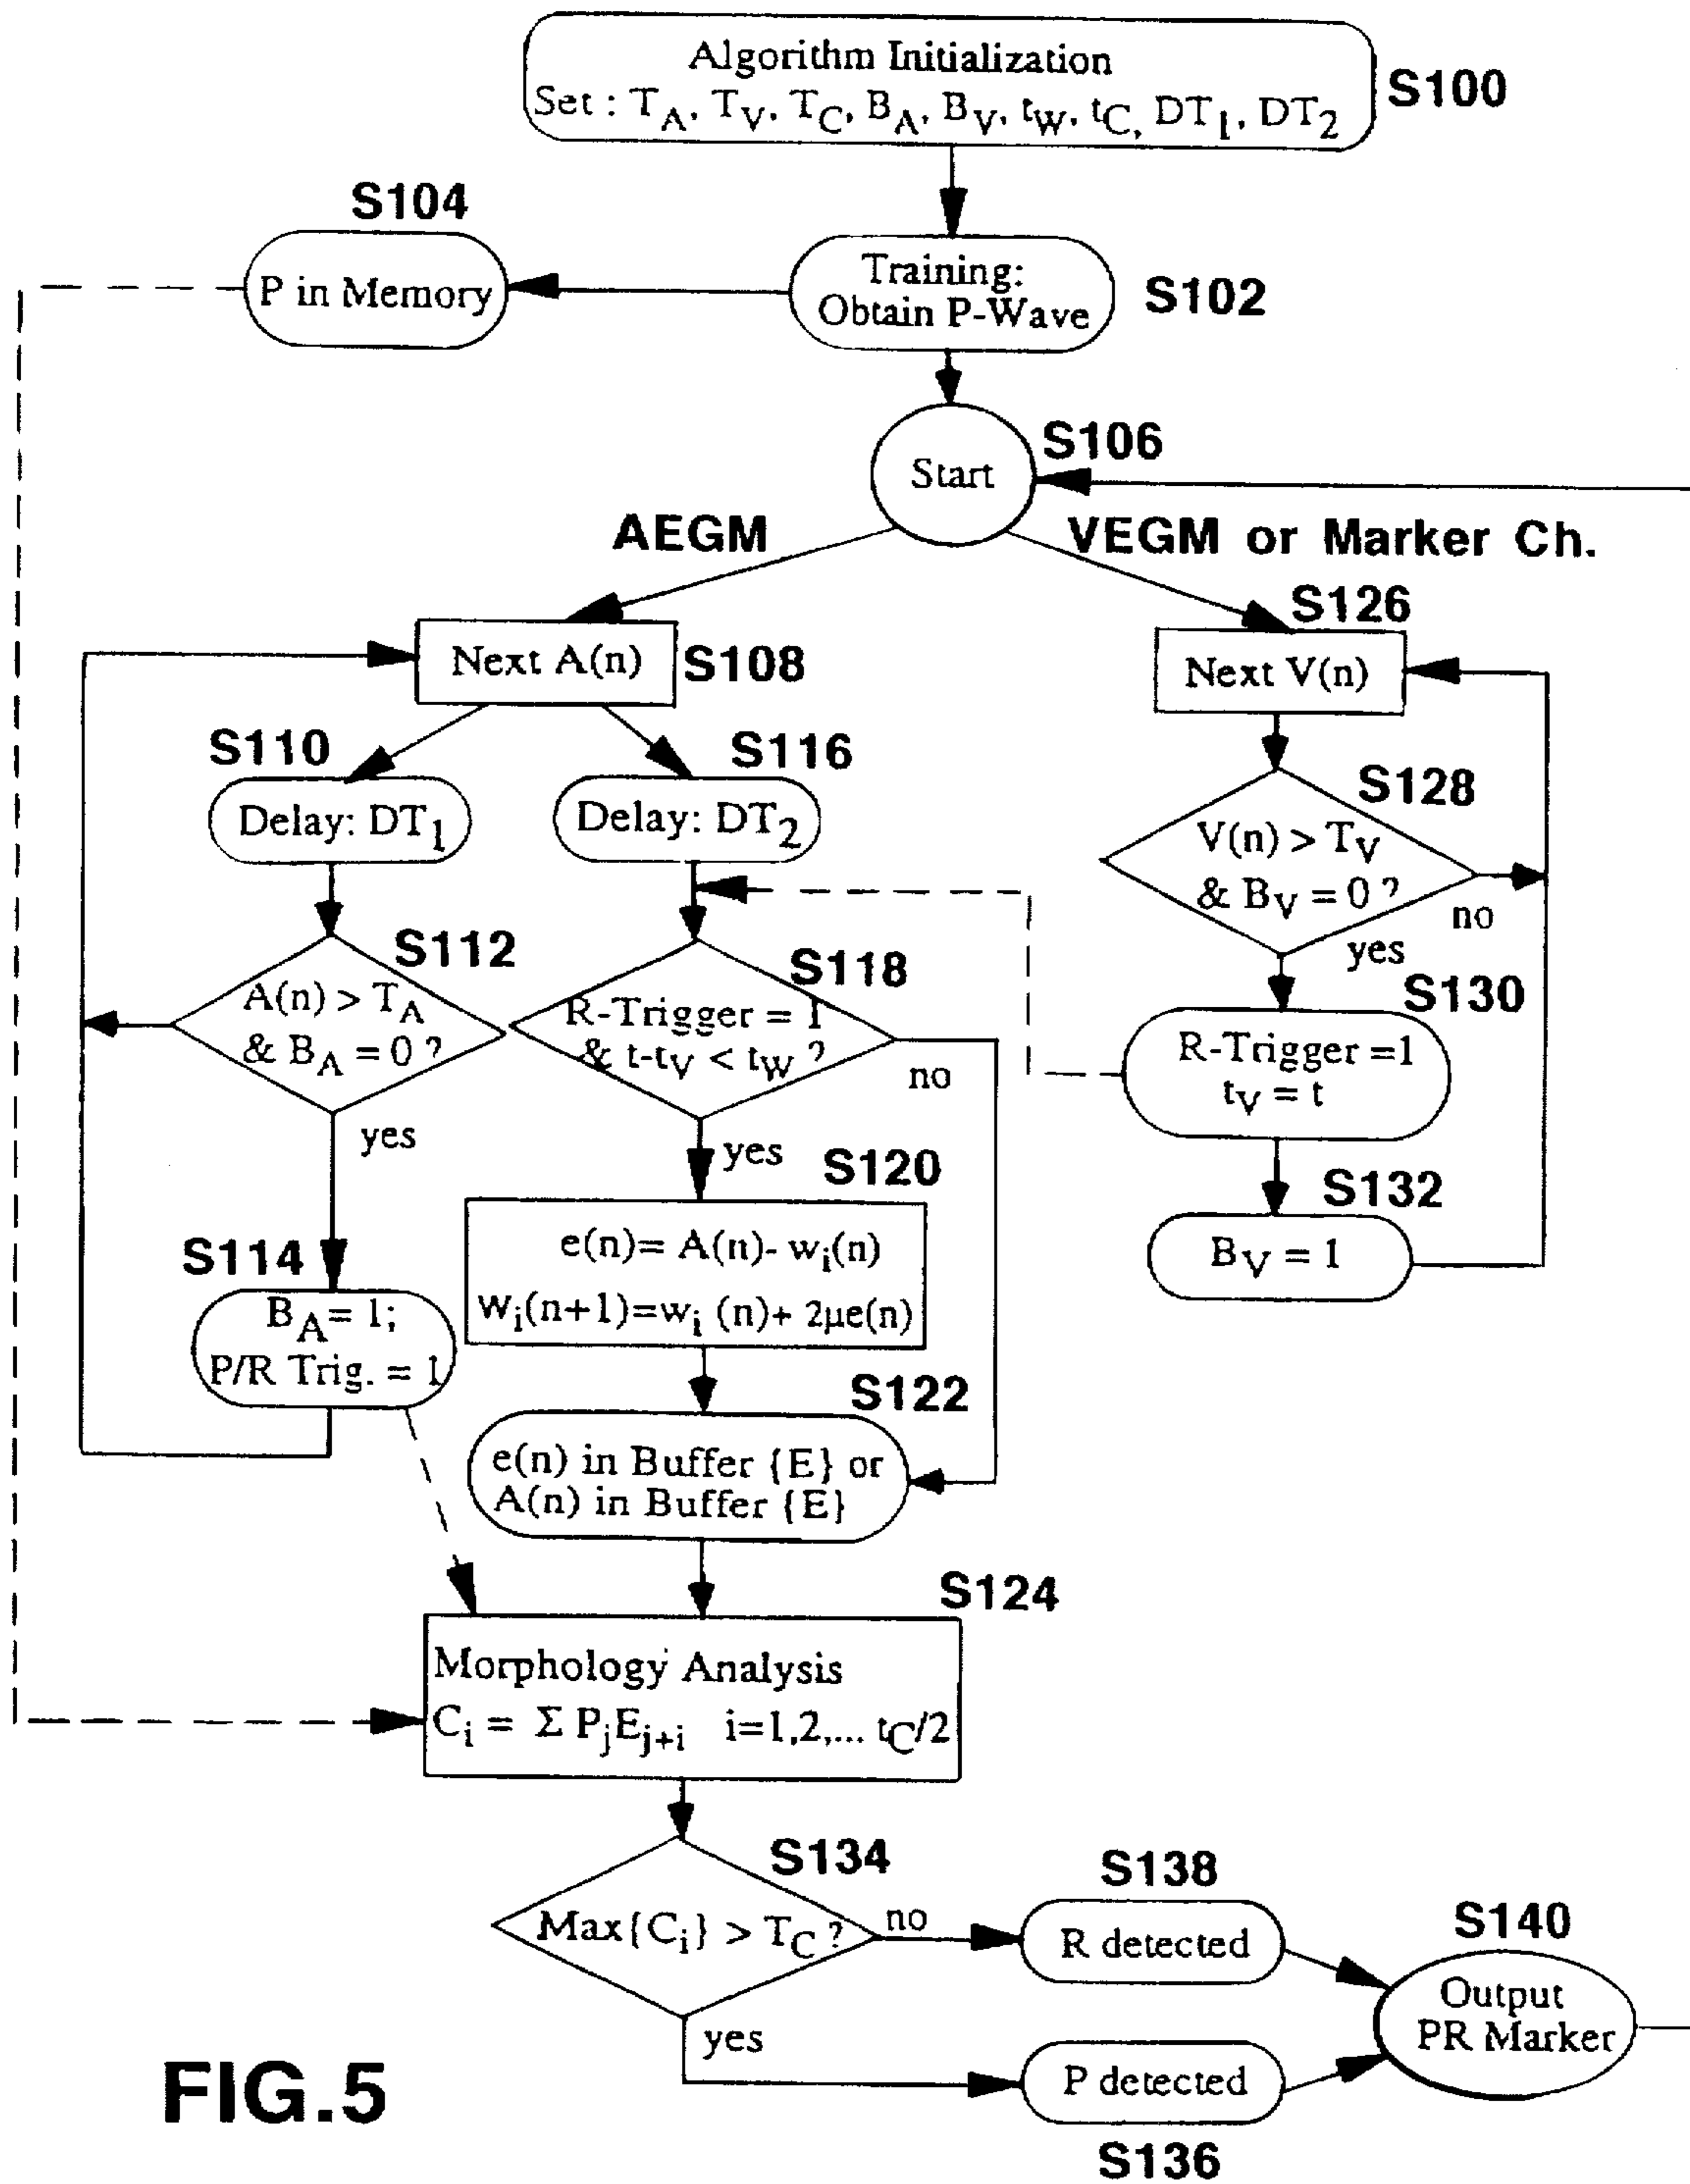 Algorithm Initialization
Set : T_A, T_V, T_C, B_A, B_V, t_W, t_C, DT_1, DT_2
S100
S104
P in Memory
Training:
Obtain P-Wave
S102
Start
S106
AEGM
VEGM or Marker Ch.
Next A(n)
S108
S126
Next V(n)
S110
Delay: DT_1
S116
Delay: DT_2
S128
V(n) > T_V
& B_V = 0 ?
no
yes
S112
A(n) > T_A
& B_A = 0 ?
yes
S118
R-Trigger = 1
& t-t_V < t_W ?
no
yes
S130
R-Trigger =1
t_V = t
S120
e(n)= A(n)- w_i(n)
w_i(n+1)=w_i (n)+ 2µe(n)
S132
B_V = 1
S114
B_A= 1;
P/R Trig. = 1
S122
e(n) in Buffer {E} or
A(n) in Buffer {E}
S124
Morphology Analysis
C_i = Σ P_jE_j+i i=1,2,... t_C/2
S134
Max{C_i} > T_C ?
no
yes
S138
R detected
S140
Output
PR Marker
P detected
S136
FIG.5